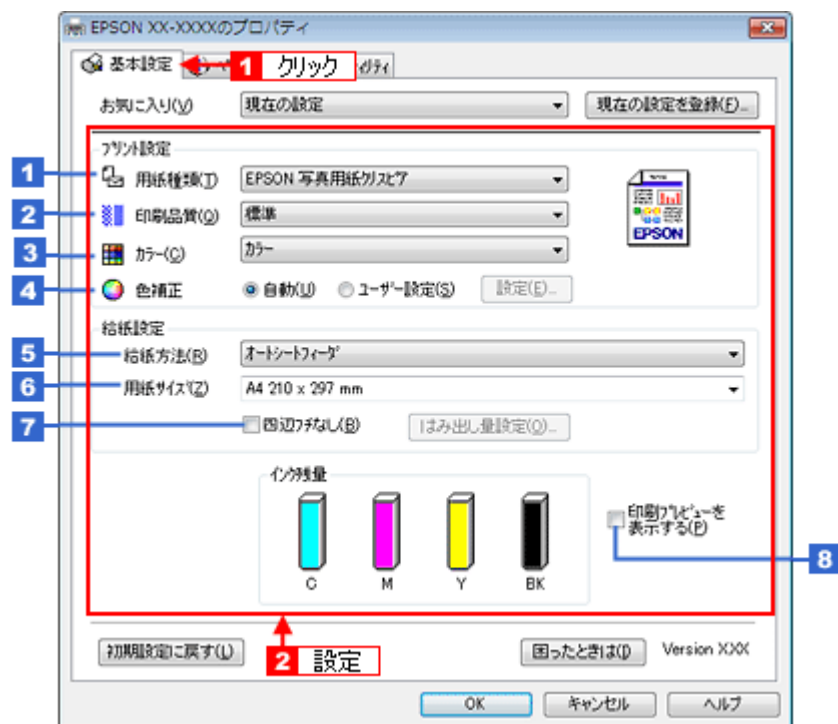 EPSON XX-XXXXのプロパティ
基本設定
1 クリック
ィリティ
お気に入り(V) 現在の設定 現在の設定を登録(F)...
プリント設定
1 用紙種類(T) EPSON 写真用紙クリスピア
2 印刷品質(Q) 標準
EPSON
3 カラー(C) カラー
4 色補正 自動(U) ユーザー設定(S) 設定(E)...
給紙設定
5 給紙方法(R) オートシートフィーダ
6 用紙サイズ(Z) A4 210 x 297 mm
7 四辺フチなし(B) はみ出し量設定(O)...
インク残量
C M Y BK
印刷プレビューを
表示する(P)
8
初期設定に戻す(L)
2 設定
困ったときは(I) Version XXX
OK キャンセル ヘルプ